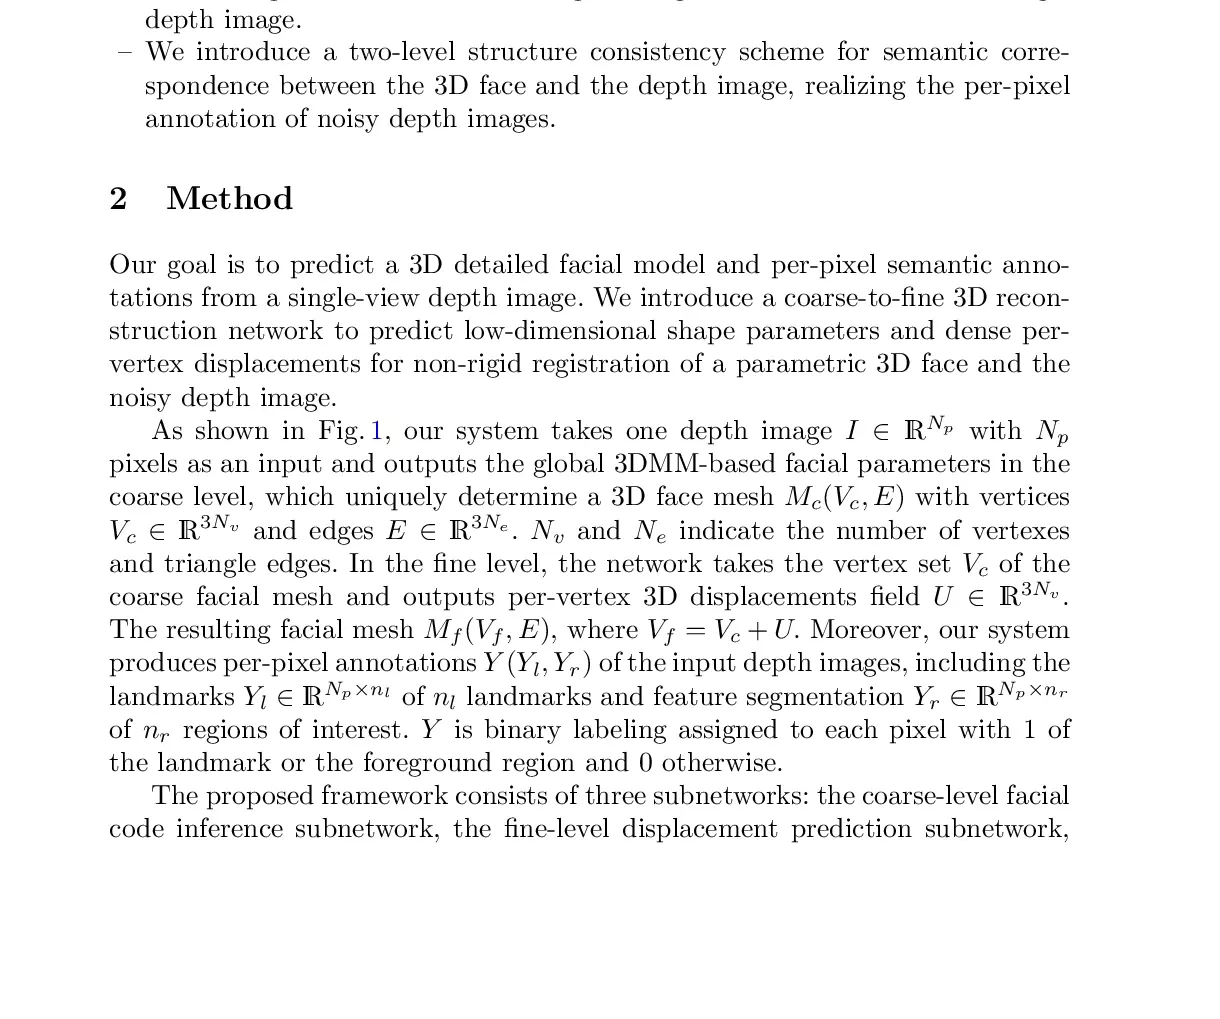 depth image.
– We introduce a two-level structure consistency scheme for semantic corre-
spondence between the 3D face and the depth image, realizing the per-pixel
annotation of noisy depth images.
2 Method
Our goal is to predict a 3D detailed facial model and per-pixel semantic anno-
tations from a single-view depth image. We introduce a coarse-to-fine 3D recon-
struction network to predict low-dimensional shape parameters and dense per-
vertex displacements for non-rigid registration of a parametric 3D face and the
noisy depth image.
As shown in Fig. 1, our system takes one depth image $I \in \mathbb{R}^{N_p}$ with $N_p$
pixels as an input and outputs the global 3DMM-based facial parameters in the
coarse level, which uniquely determine a 3D face mesh $M_c(V_c, E)$ with vertices
$V_c \in \mathbb{R}^{3N_v}$ and edges $E \in \mathbb{R}^{3N_e}$. $N_v$ and $N_e$ indicate the number of vertexes
and triangle edges. In the fine level, the network takes the vertex set $V_c$ of the
coarse facial mesh and outputs per-vertex 3D displacements field $U \in \mathbb{R}^{3N_v}$.
The resulting facial mesh $M_f(V_f, E)$, where $V_f = V_c + U$. Moreover, our system
produces per-pixel annotations $Y(Y_l, Y_r)$ of the input depth images, including the
landmarks $Y_l \in \mathbb{R}^{N_p \times n_l}$ of $n_l$ landmarks and feature segmentation $Y_r \in \mathbb{R}^{N_p \times n_r}$
of $n_r$ regions of interest. $Y$ is binary labeling assigned to each pixel with 1 of
the landmark or the foreground region and 0 otherwise.
The proposed framework consists of three subnetworks: the coarse-level facial
code inference subnetwork, the fine-level displacement prediction subnetwork,